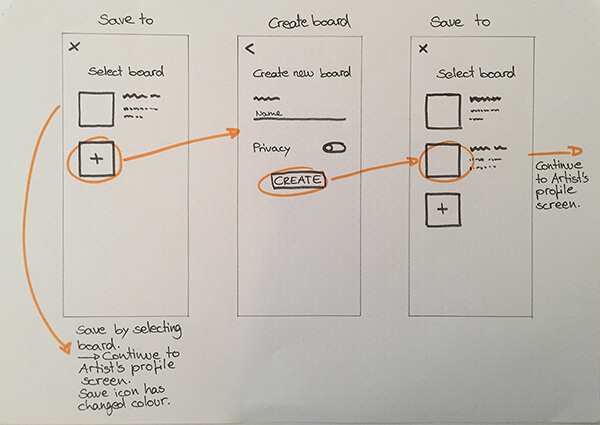 Save to
X
Select board
+
Save by selecting
board.
→ Continue to
Artist's profile
screen.
Save icon has
changed colour.
Create board
<
Create new board
Name
Privacy
CREATE
Save to
X
Select board
+
Continue
to Artist's
profile
screen.